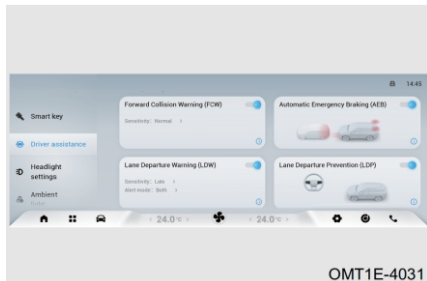 14:45
Smart key
Driver assistance
Headlight
settings
Ambient
Forward Collision Warning (FCW)
Sensitivity: Normal >
Automatic Emergency Braking (AEB)
Lane Departure Warning (LDW)
Sensitivity: Late >
Alert mode: Both >
Lane Departure Prevention (LDP)
< 24.0 °C >
< 24.0 °C >
OMT1E-4031